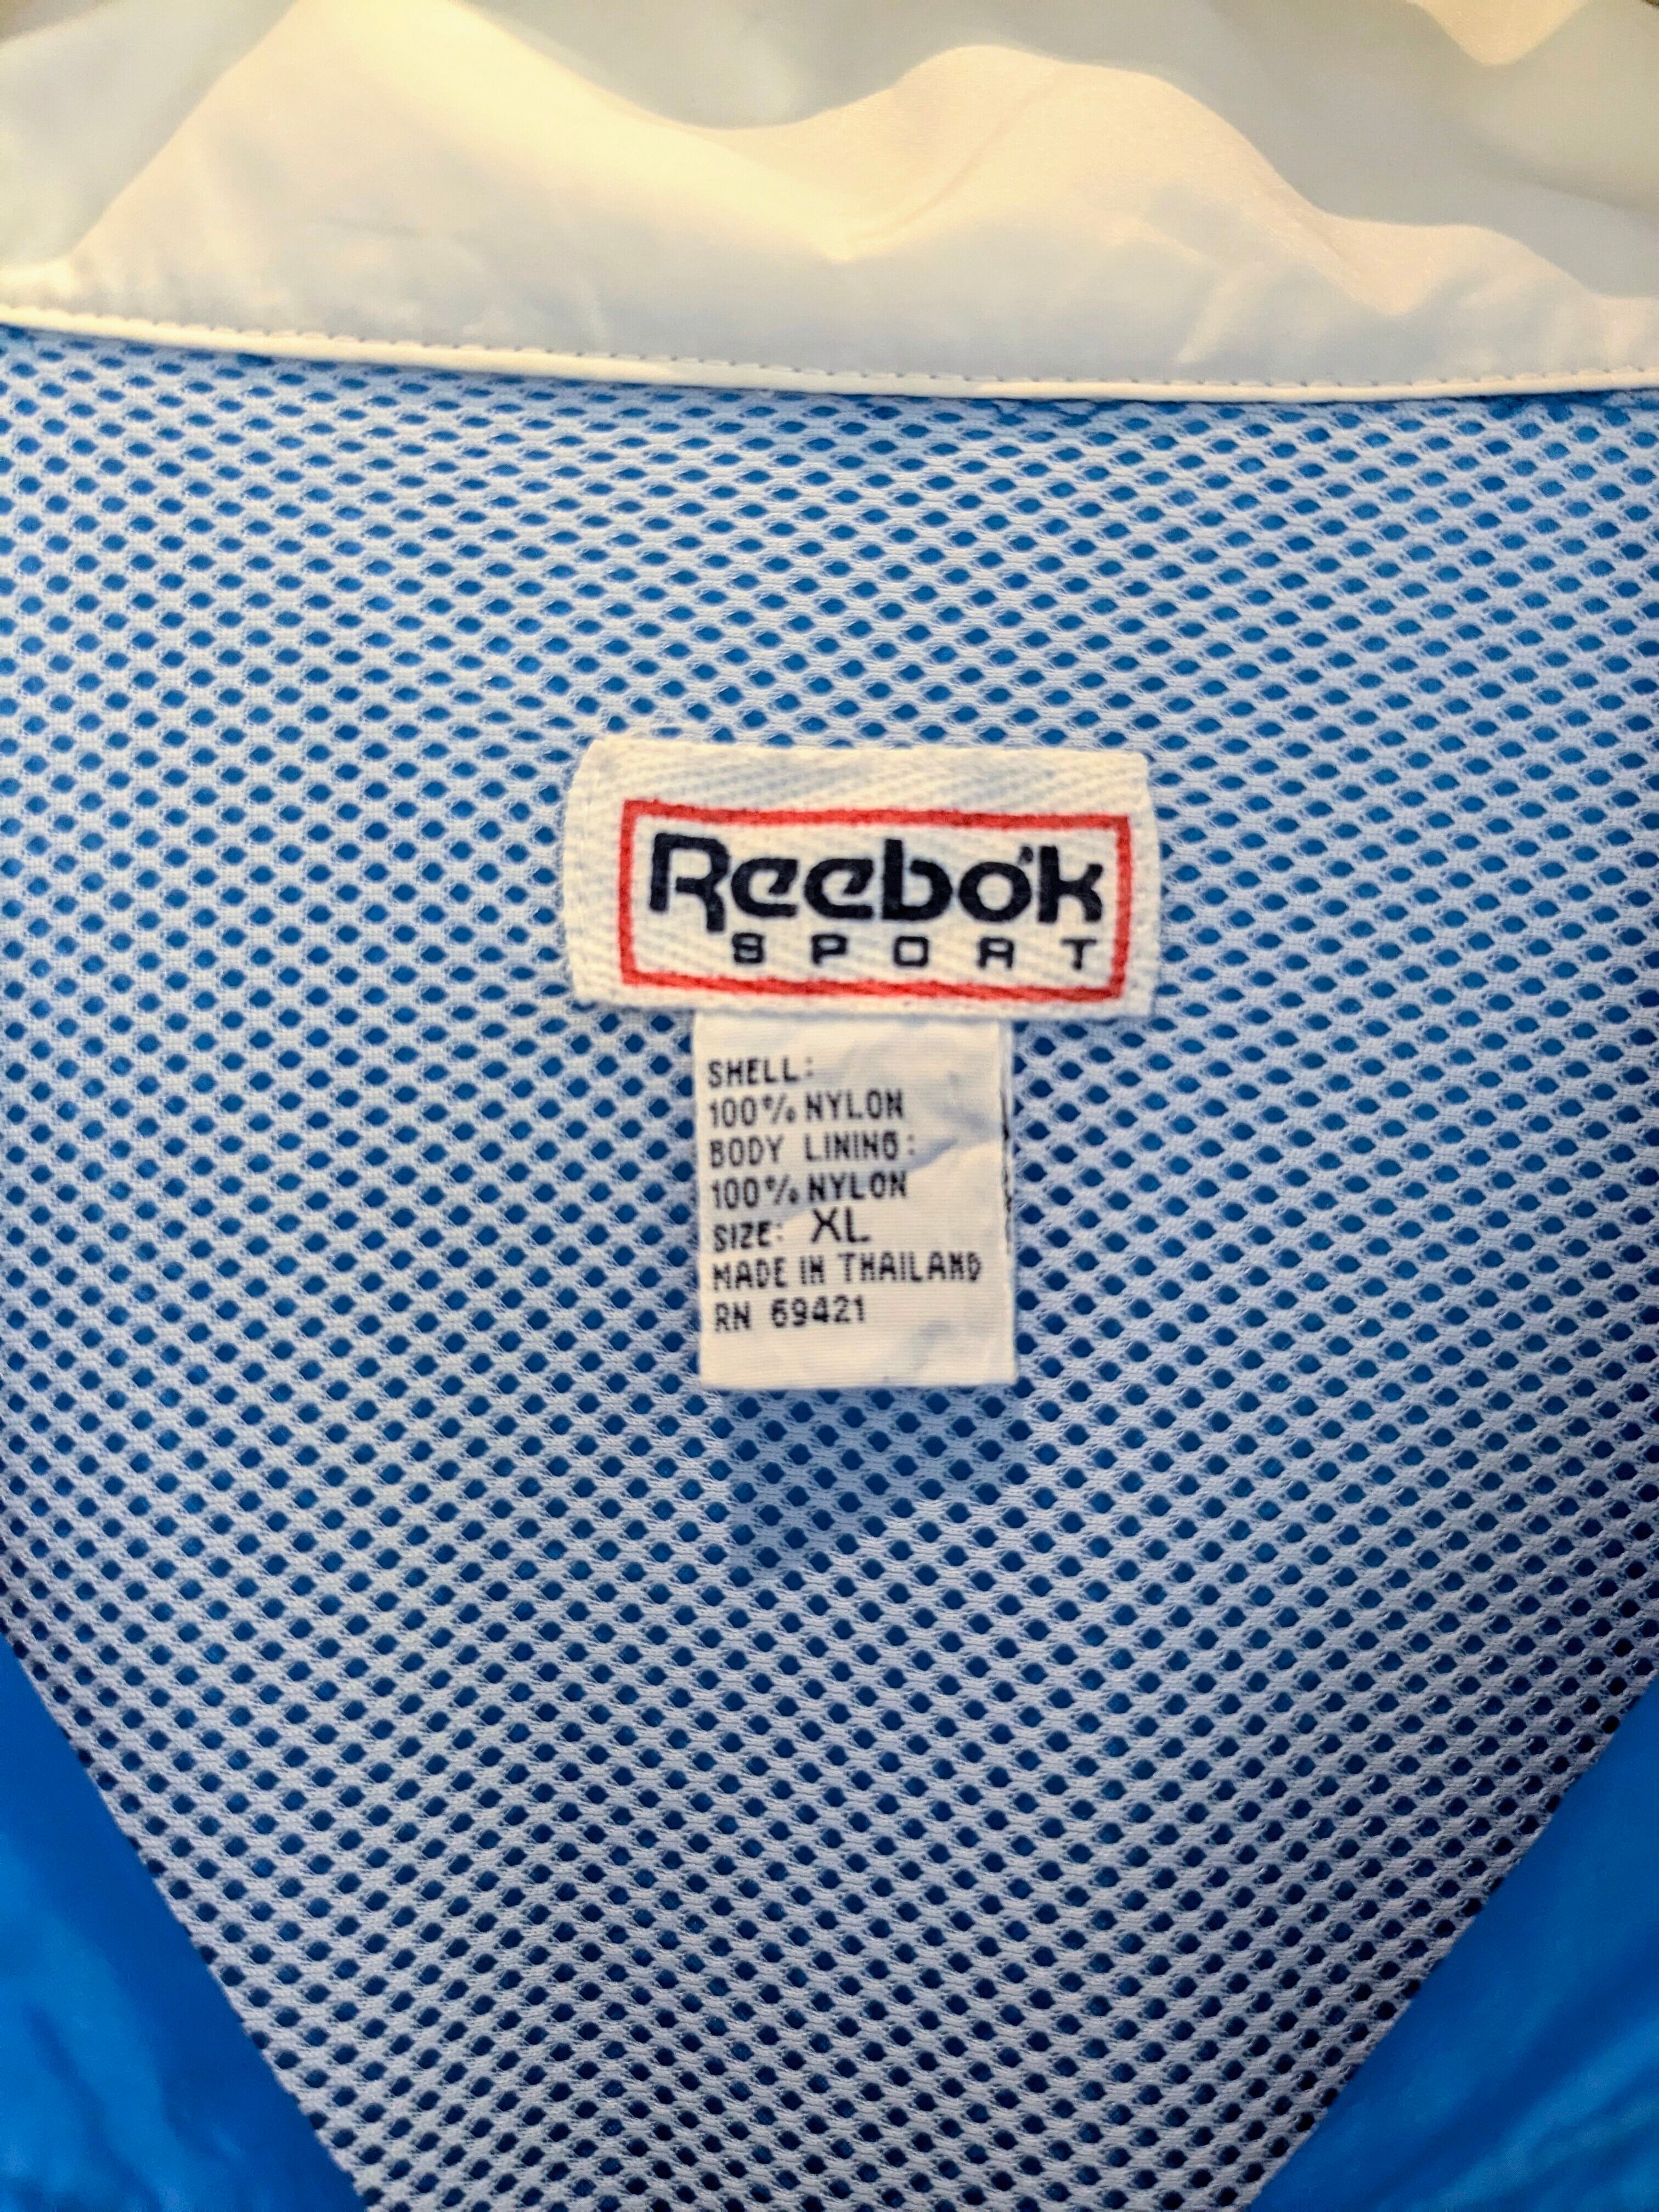 Reebok
SPORT
SHELL:
100% NYLON
BODY LINING:
100% NYLON
SIZE: XL
MADE IN THAILAND
RN 69421